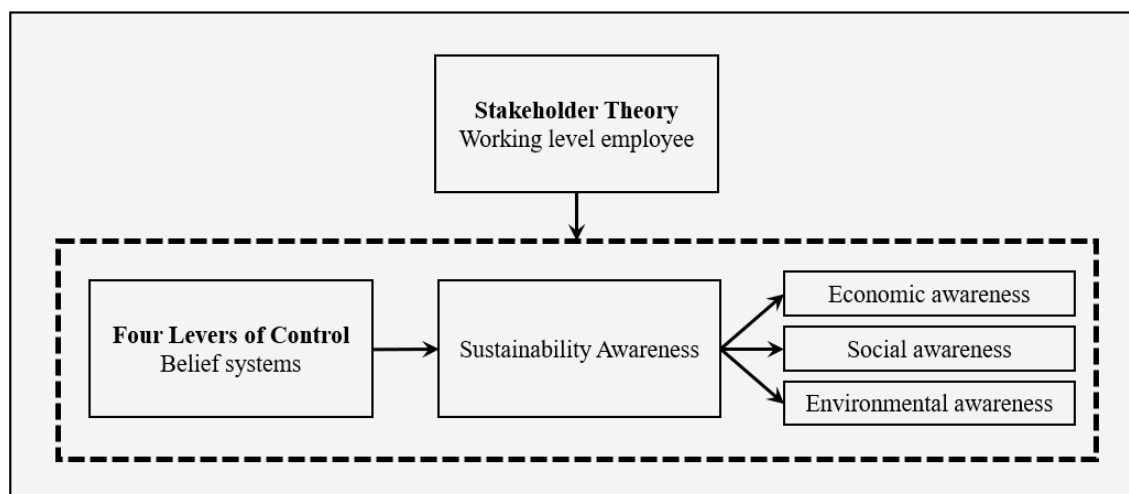 Stakeholder Theory
Working level employee
Four Levers of Control
Belief systems
Sustainability Awareness
Economic awareness
Social awareness
Environmental awareness